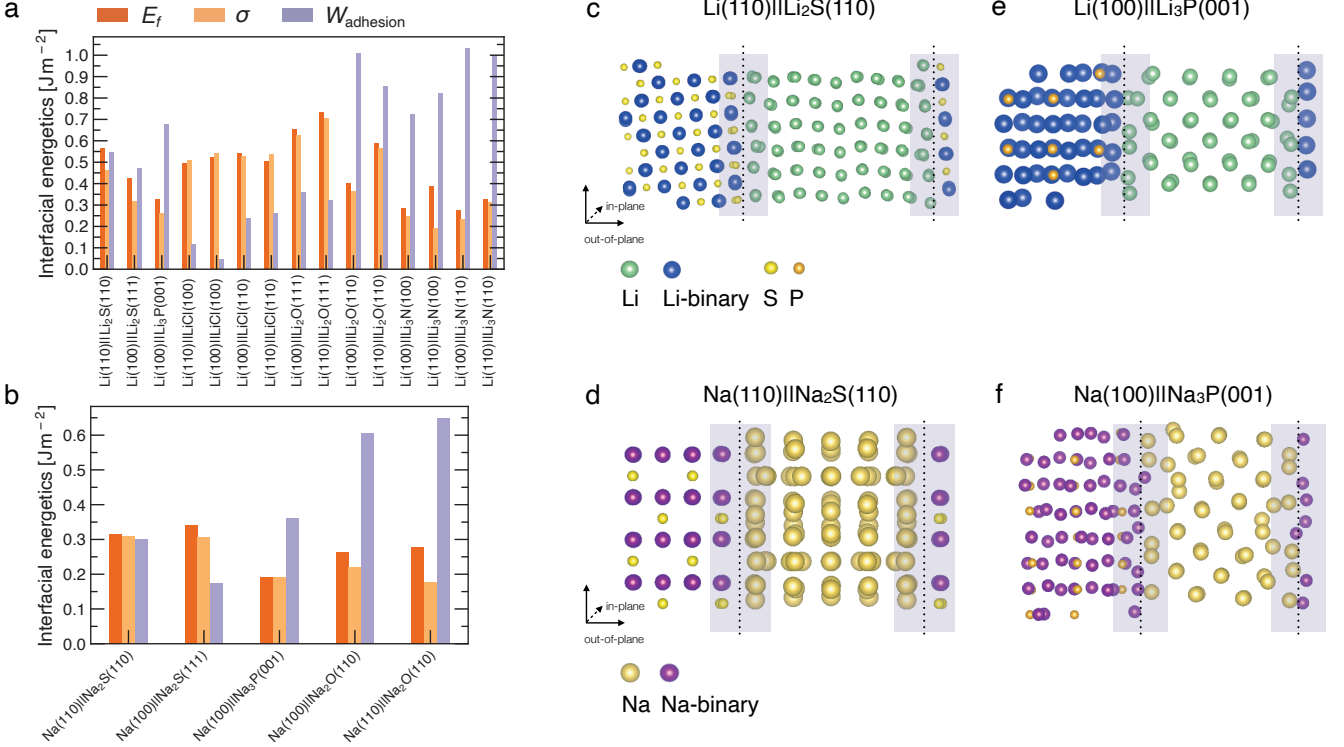 a
E_f σ W_adhesion
Interfacial energetics [Jm⁻²]
1.0
0.9
0.8
0.7
0.6
0.5
0.4
0.3
0.2
0.1
0.0
Li(110)||Li₂S(110)
Li(100)||Li₂S(111)
Li(100)||Li₃P(001)
Li(110)||LiCl(100)
Li(100)||LiCl(100)
Li(100)||LiCl(110)
Li(110)||LiCl(110)
Li(100)||Li₂O(111)
Li(110)||Li₂O(111)
Li(100)||Li₂O(110)
Li(110)||Li₂O(110)
Li(100)||Li₃N(100)
Li(110)||Li₃N(100)
Li(100)||Li₃N(110)
Li(110)||Li₃N(110)
b
Interfacial energetics [Jm⁻²]
0.6
0.5
0.4
0.3
0.2
0.1
0.0
Na(110)||Na₂S(110)
Na(100)||Na₂S(111)
Na(100)||Na₃P(001)
Na(100)||Na₂O(110)
Na(110)||Na₂O(110)
c
Li(110)||Li₂S(110)
in-plane
out-of-plane
Li Li-binary S P
e
Li(100)||Li₃P(001)
d
Na(110)||Na₂S(110)
in-plane
out-of-plane
Na Na-binary
f
Na(100)||Na₃P(001)